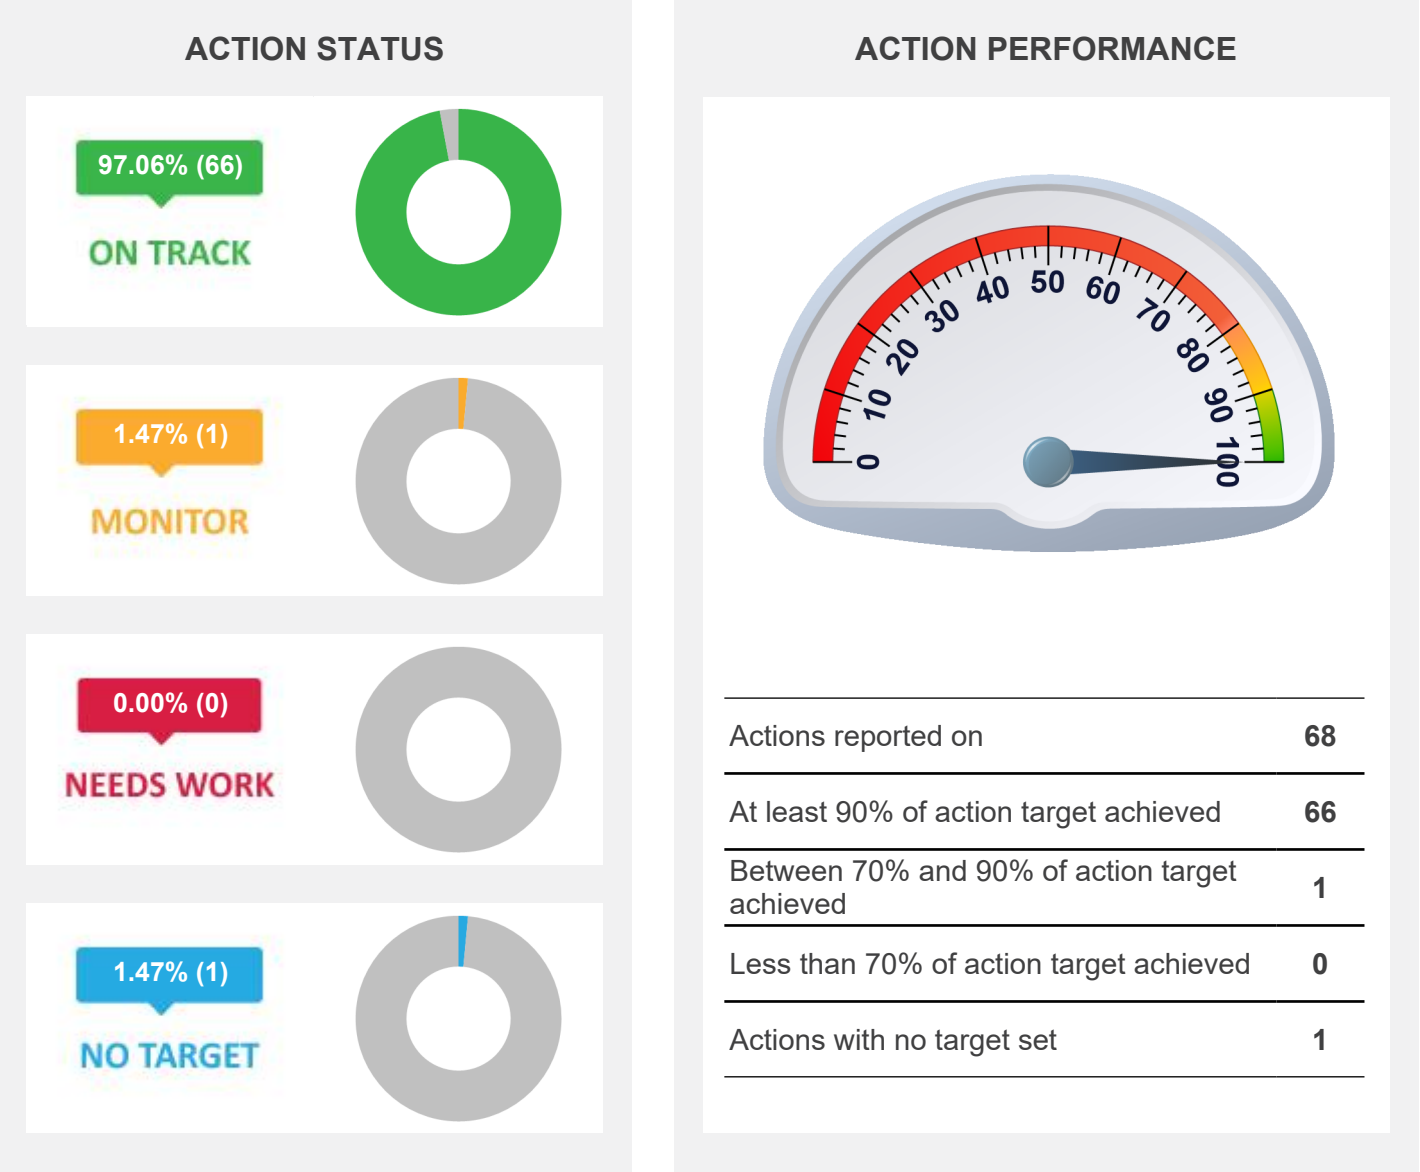 ACTION STATUS
97.06% (66)
ON TRACK
1.47% (1)
MONITOR
0.00% (0)
NEEDS WORK
1.47% (1)
NO TARGET
ACTION PERFORMANCE
0 10 20 30 40 50 60 70 80 90 100
Actions reported on 68
At least 90% of action target achieved 66
Between 70% and 90% of action target
achieved 1
Less than 70% of action target achieved 0
Actions with no target set 1